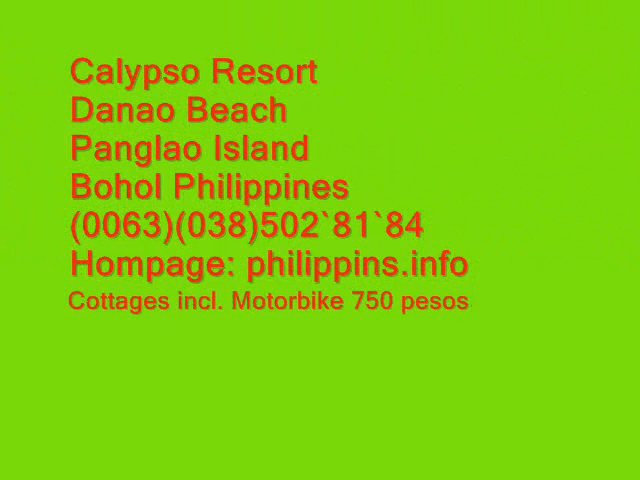 Calypso Resort
Danao Beach
Panglao Island
Bohol Philippines
(0063)(038)502`81`84
Hompage: philippins.info
Cottages incl. Motorbike 750 pesos